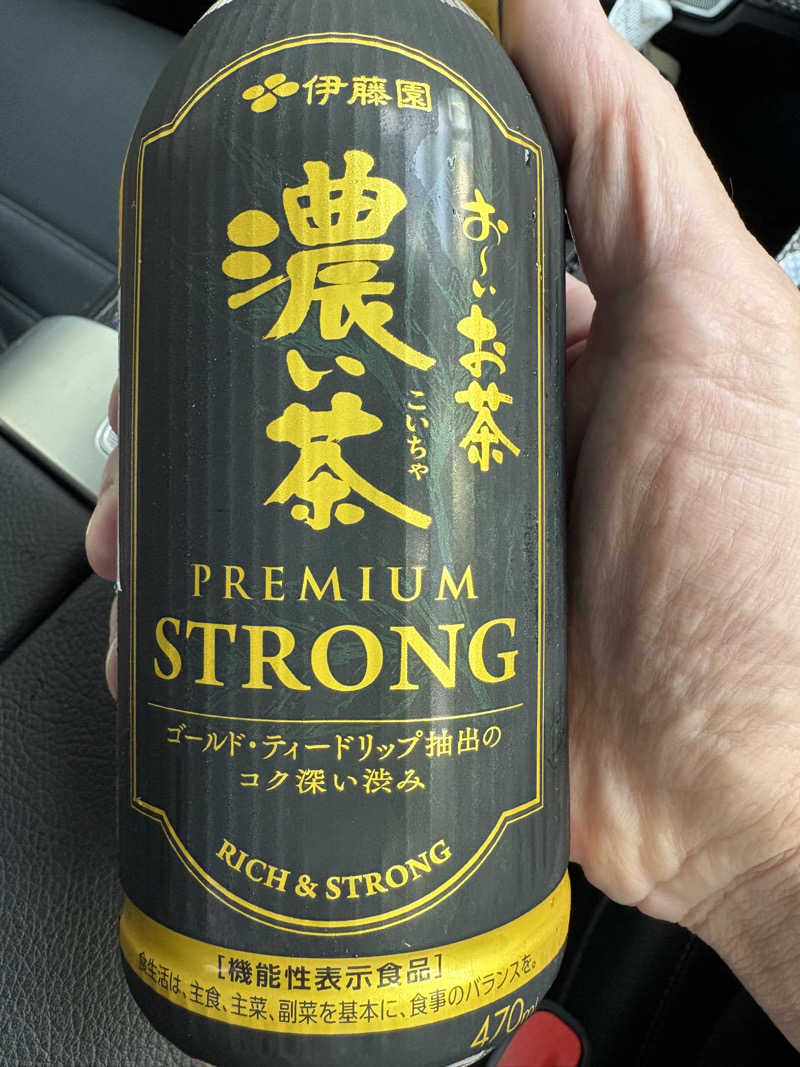 伊藤園
お～いお茶
濃い茶
こいちゃ
PREMIUM
STRONG
ゴールド・ティードリップ抽出の
コク深い渋み
RICH & STRONG
[機能性表示食品]
食生活は、主食、主菜、副菜を基本に、食事のバランスを。
470ml